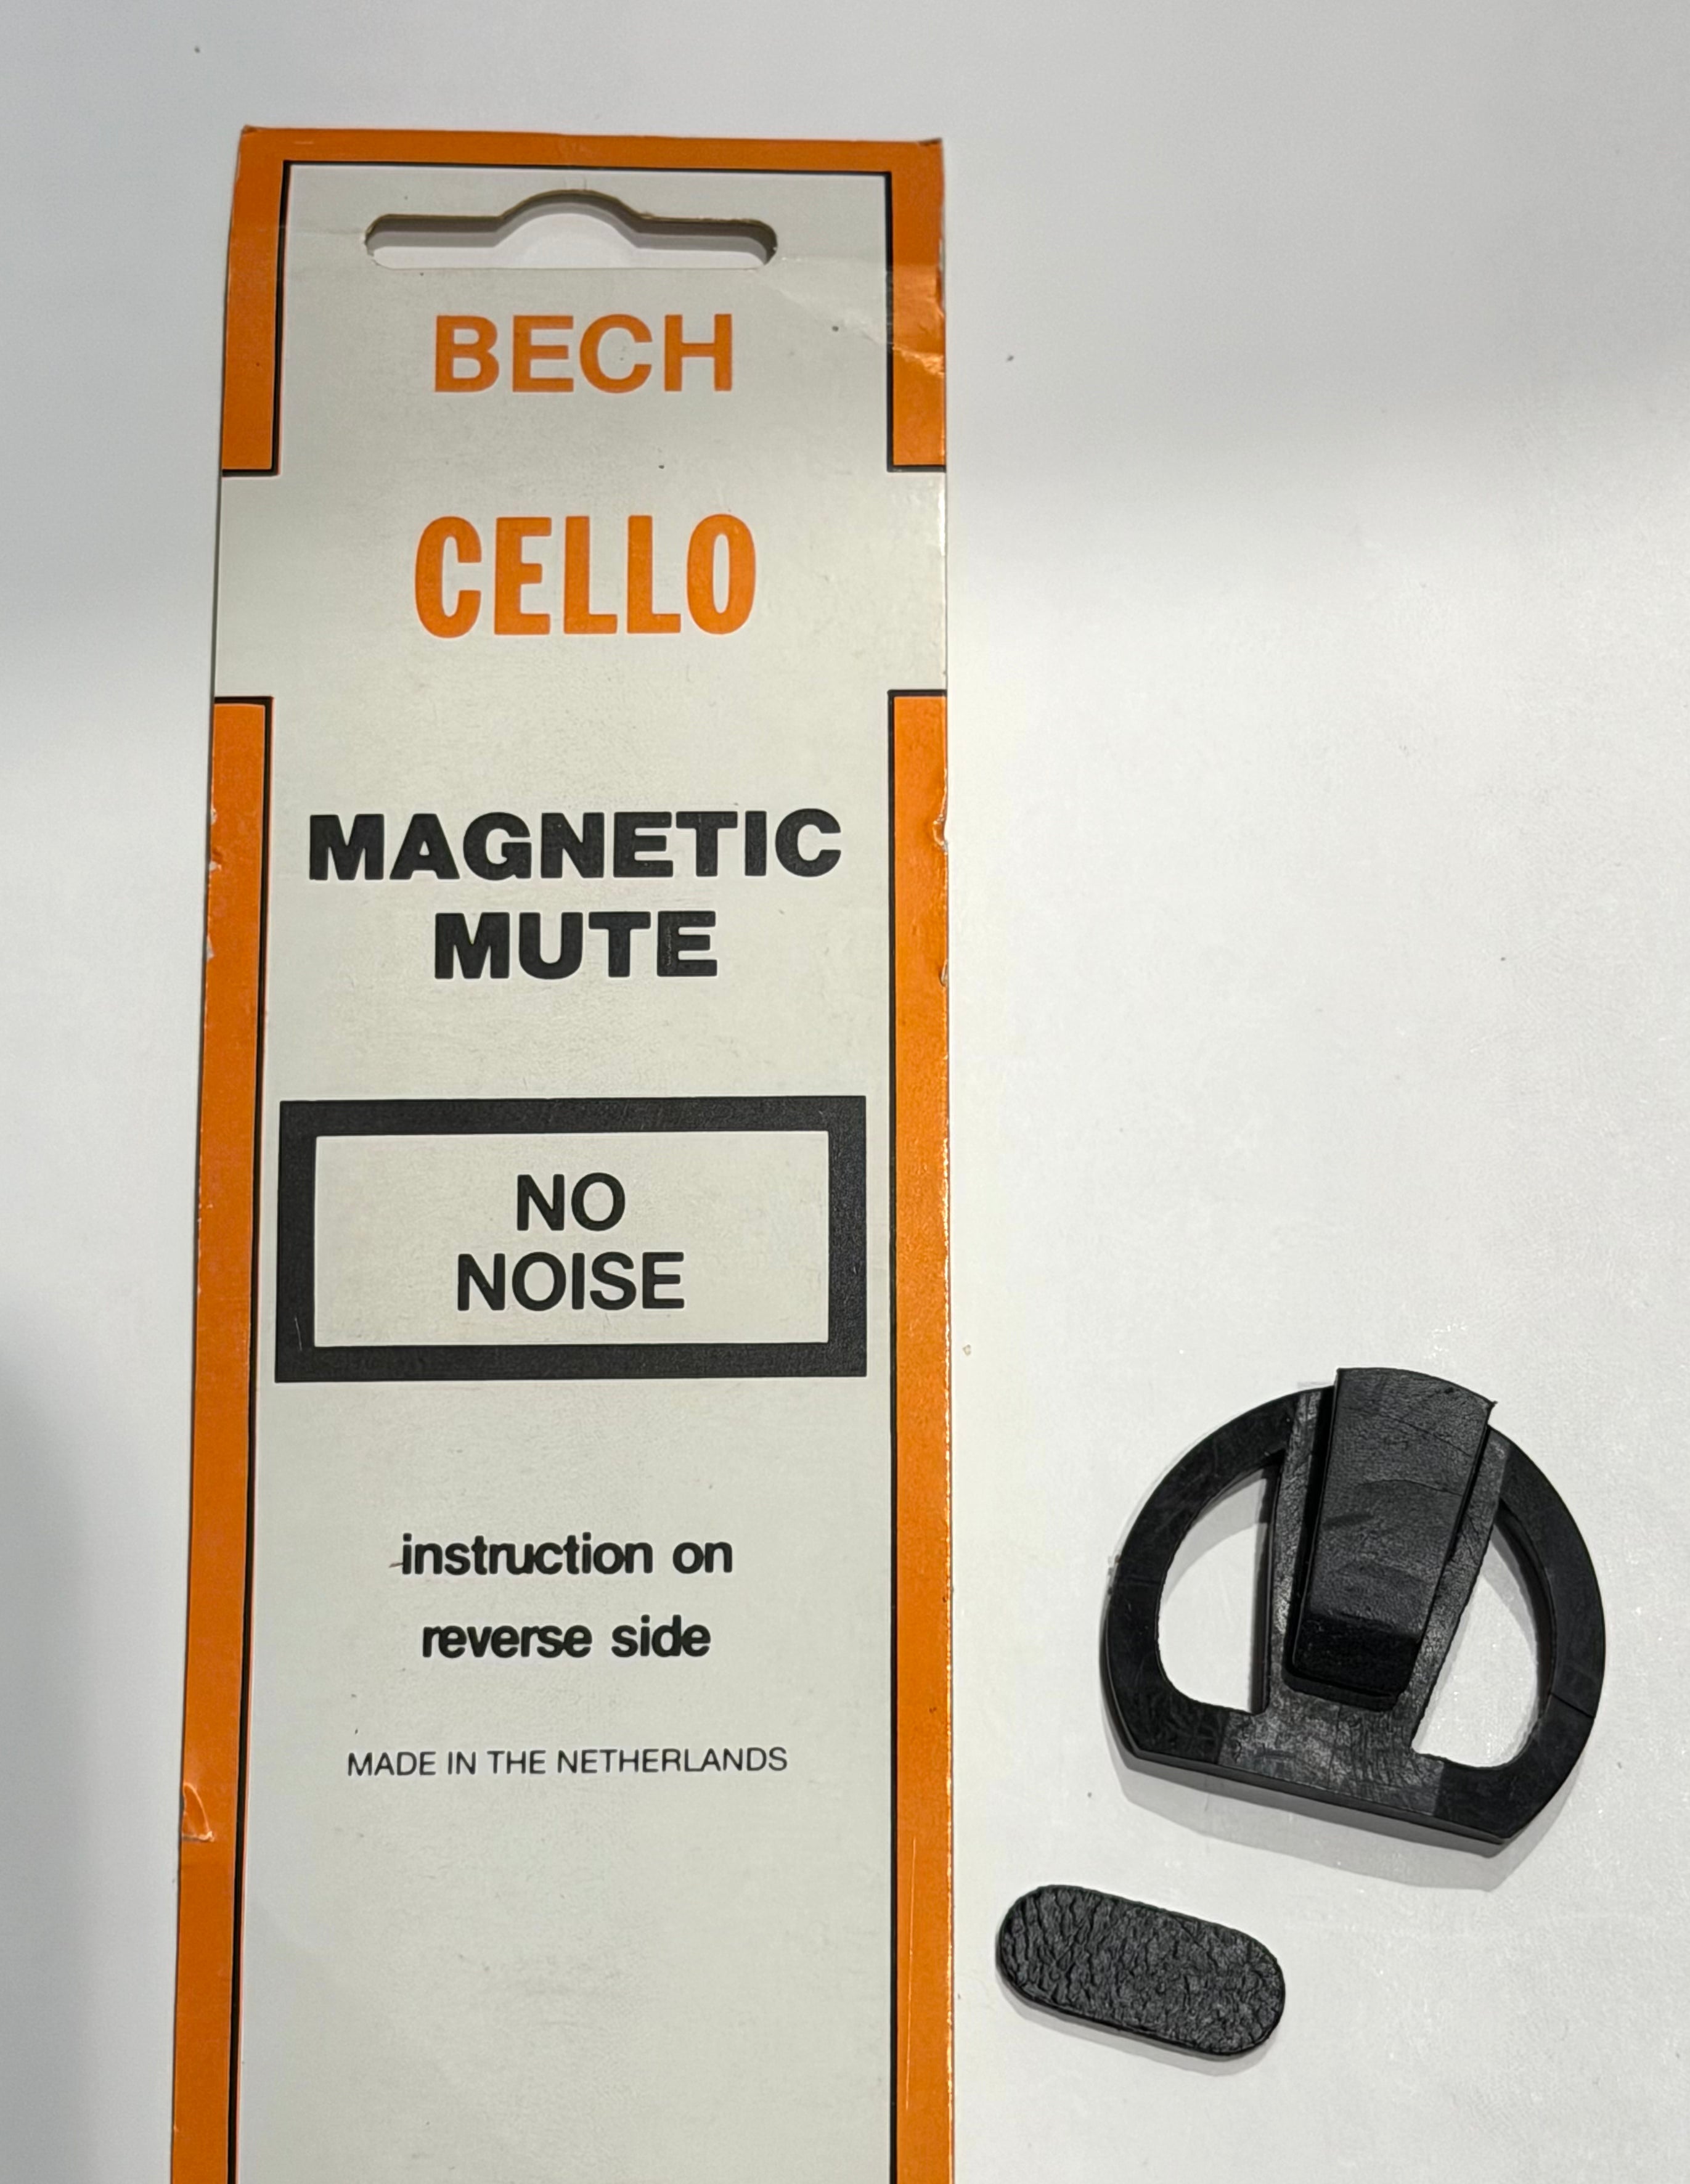 BECH
CELLO
MAGNETIC
MUTE
NO
NOISE
instruction on
reverse side
MADE IN THE NETHERLANDS